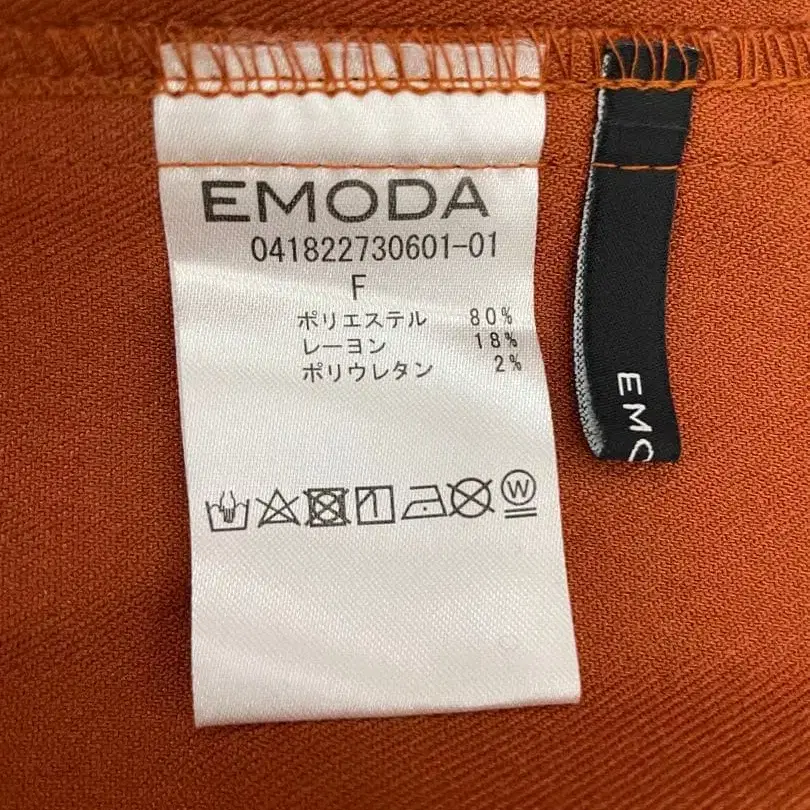 EMODA
041822730601-01
F
ポリエステル 80%
レーヨン 18%
ポリウレタン 2%
W
EMO